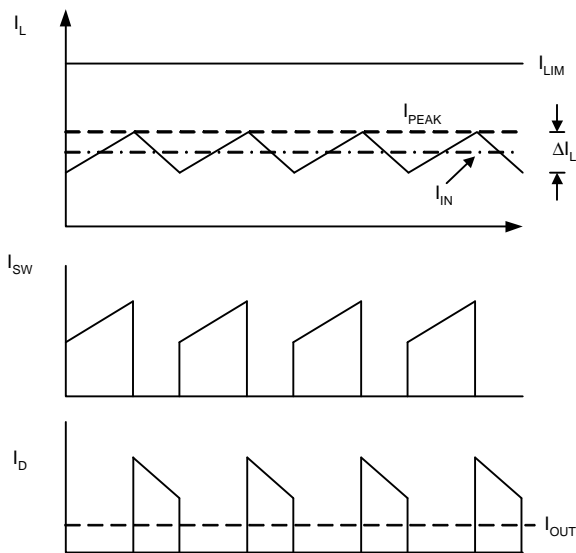 I_L
I_LIM
I_PEAK
ΔI_L
I_IN
I_SW
I_D
I_OUT